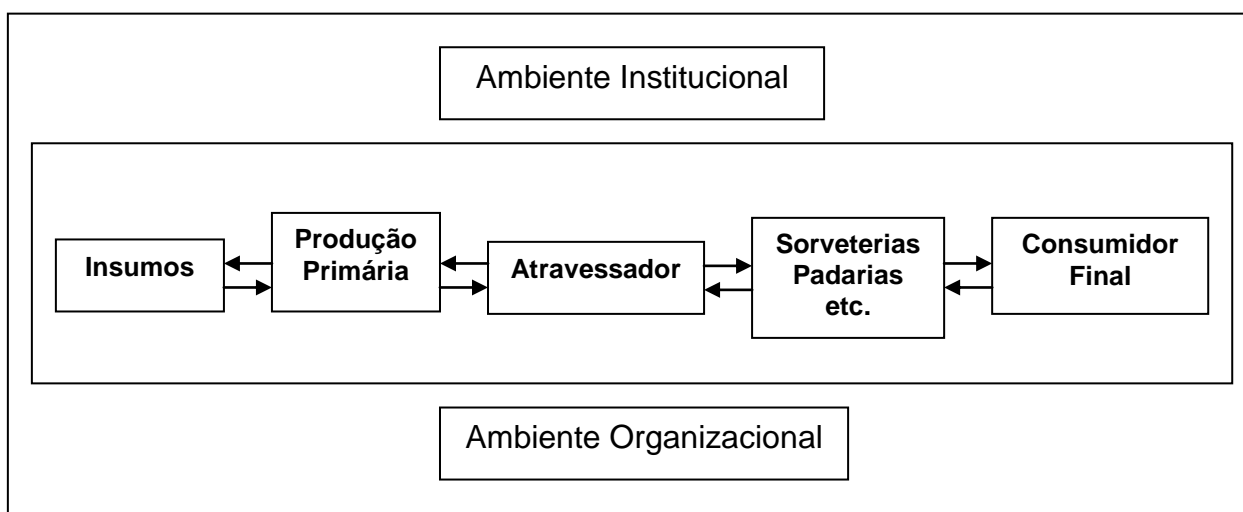 Ambiente Institucional
Insumos
Produção
Primária
Atravessador
Sorveterias
Padarias
etc.
Consumidor
Final
Ambiente Organizacional